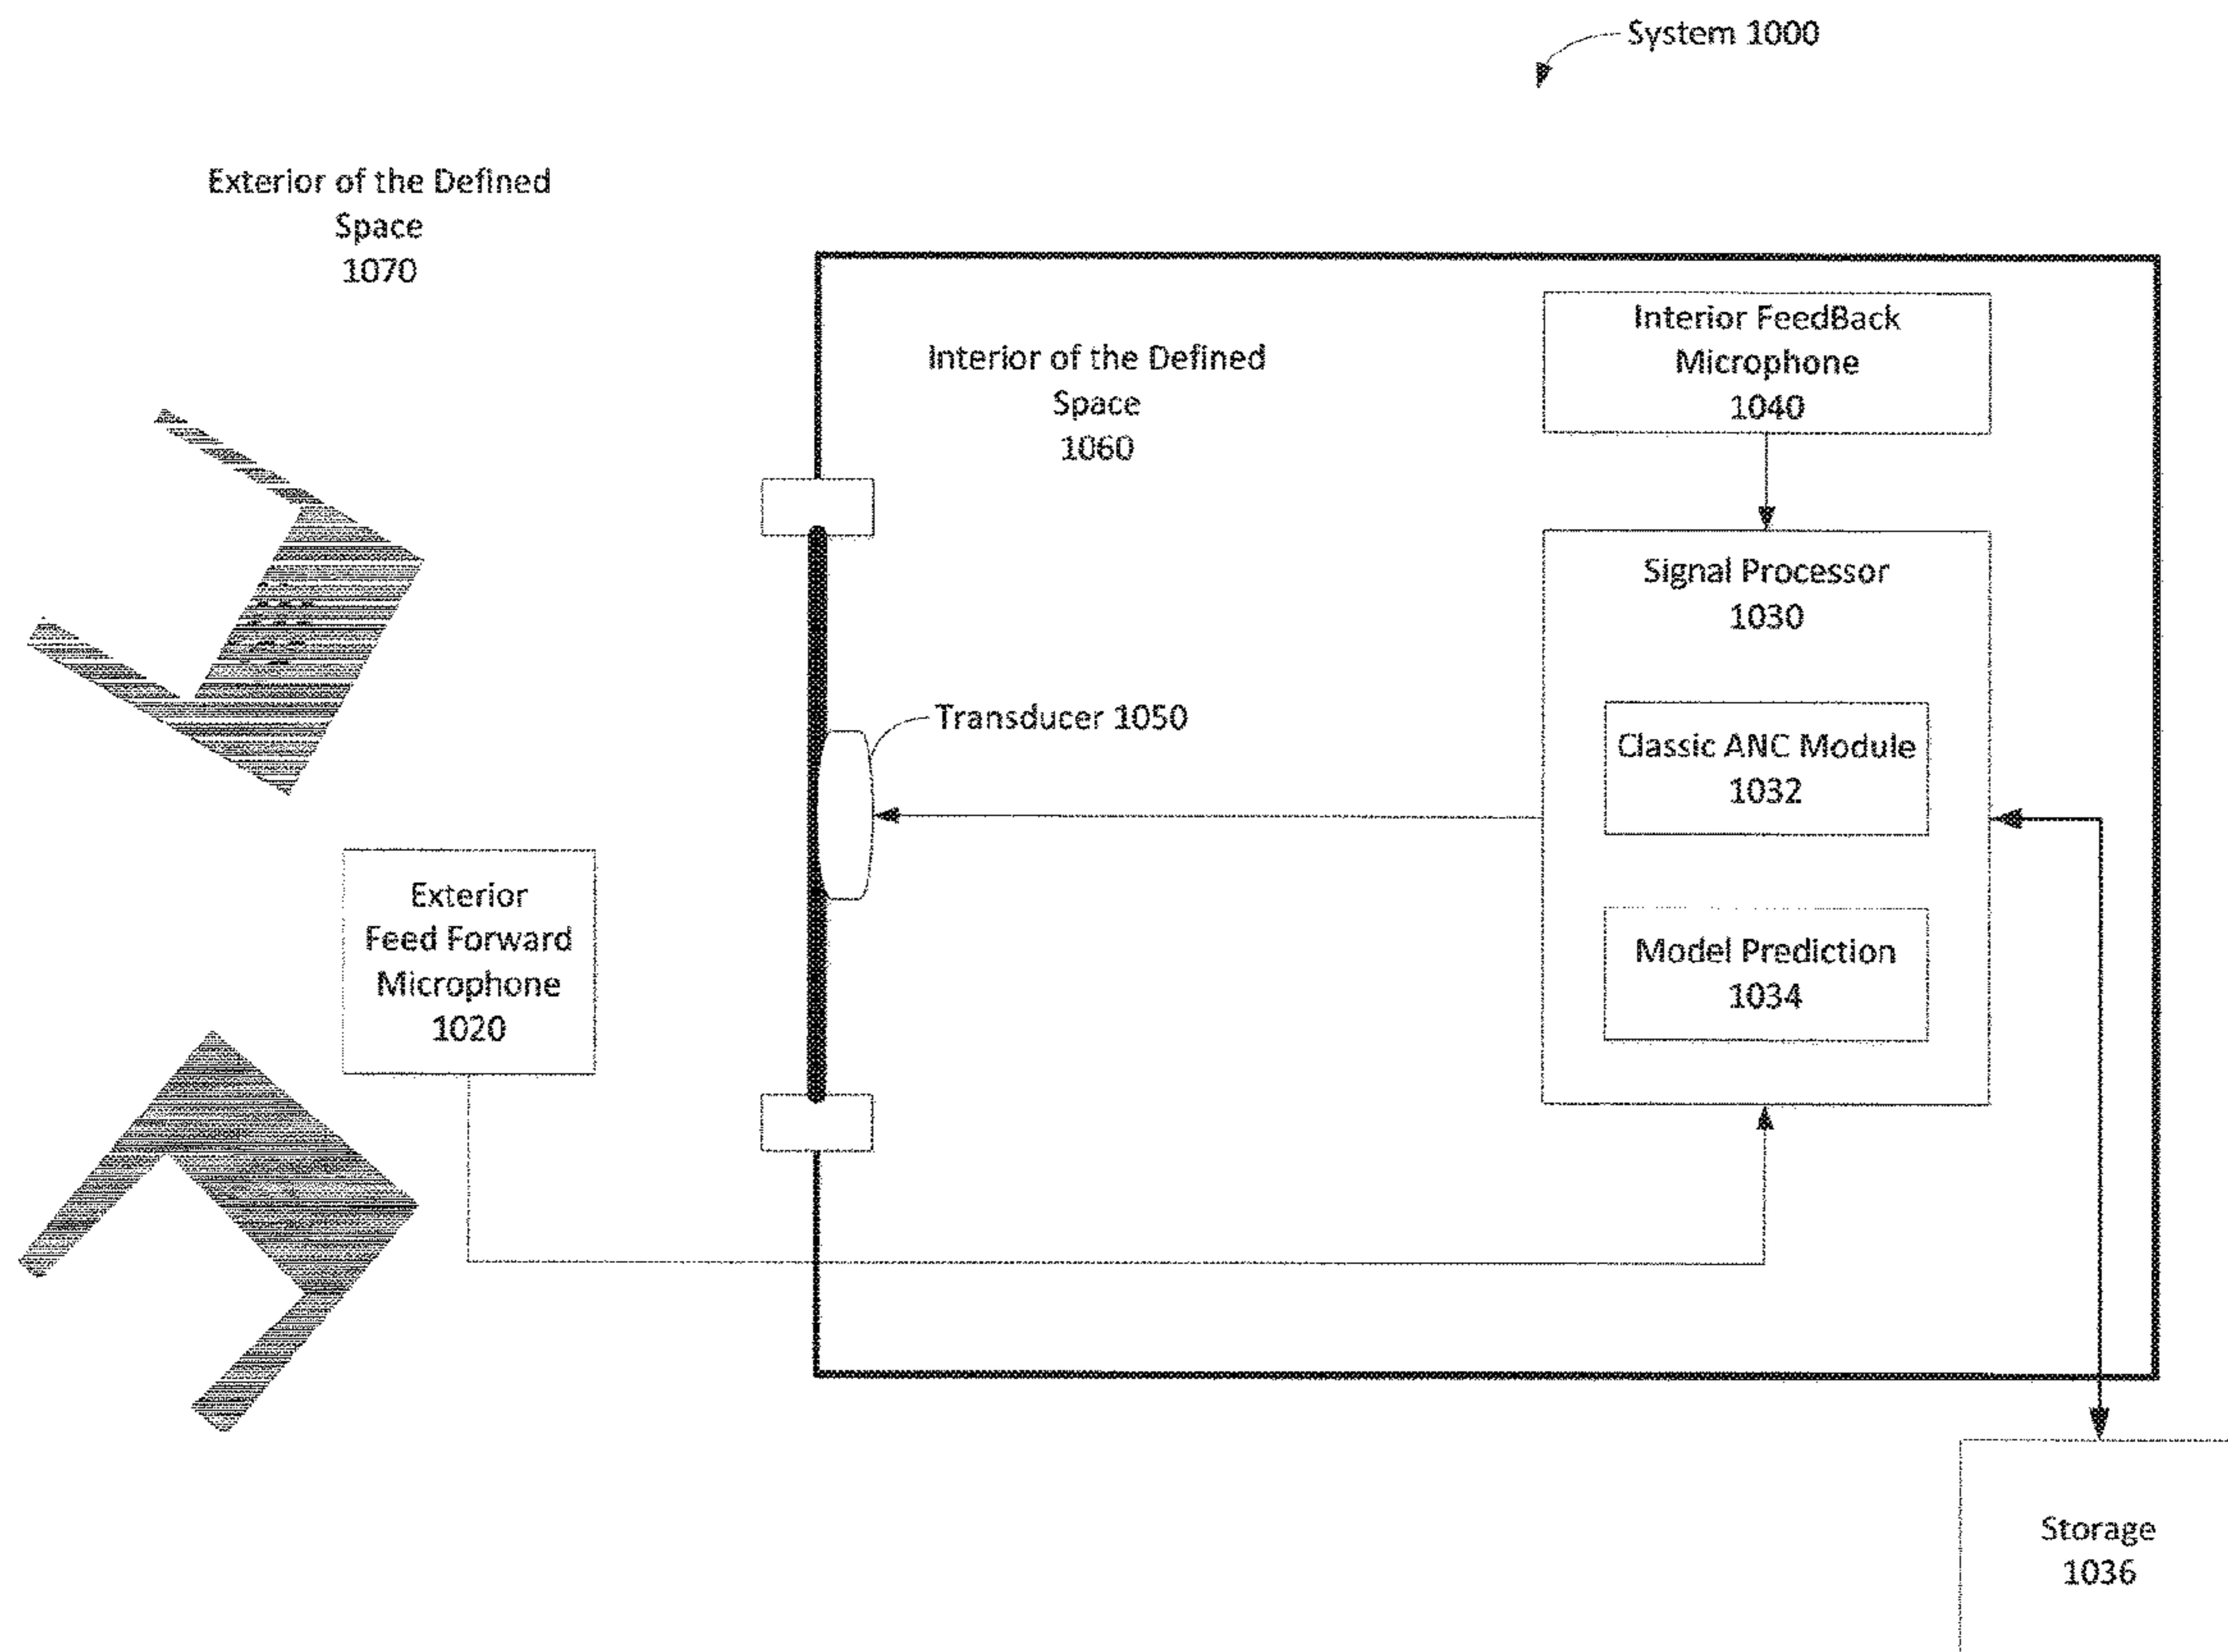 System 1000
Exterior of the Defined
Space
1070
Interior of the Defined
Space
1060
Interior FeedBack
Microphone
1040
Signal Processor
1030
Transducer 1050
Classic ANC Module
1032
Exterior
Feed Forward
Microphone
1020
Model Prediction
1034
Storage
1036